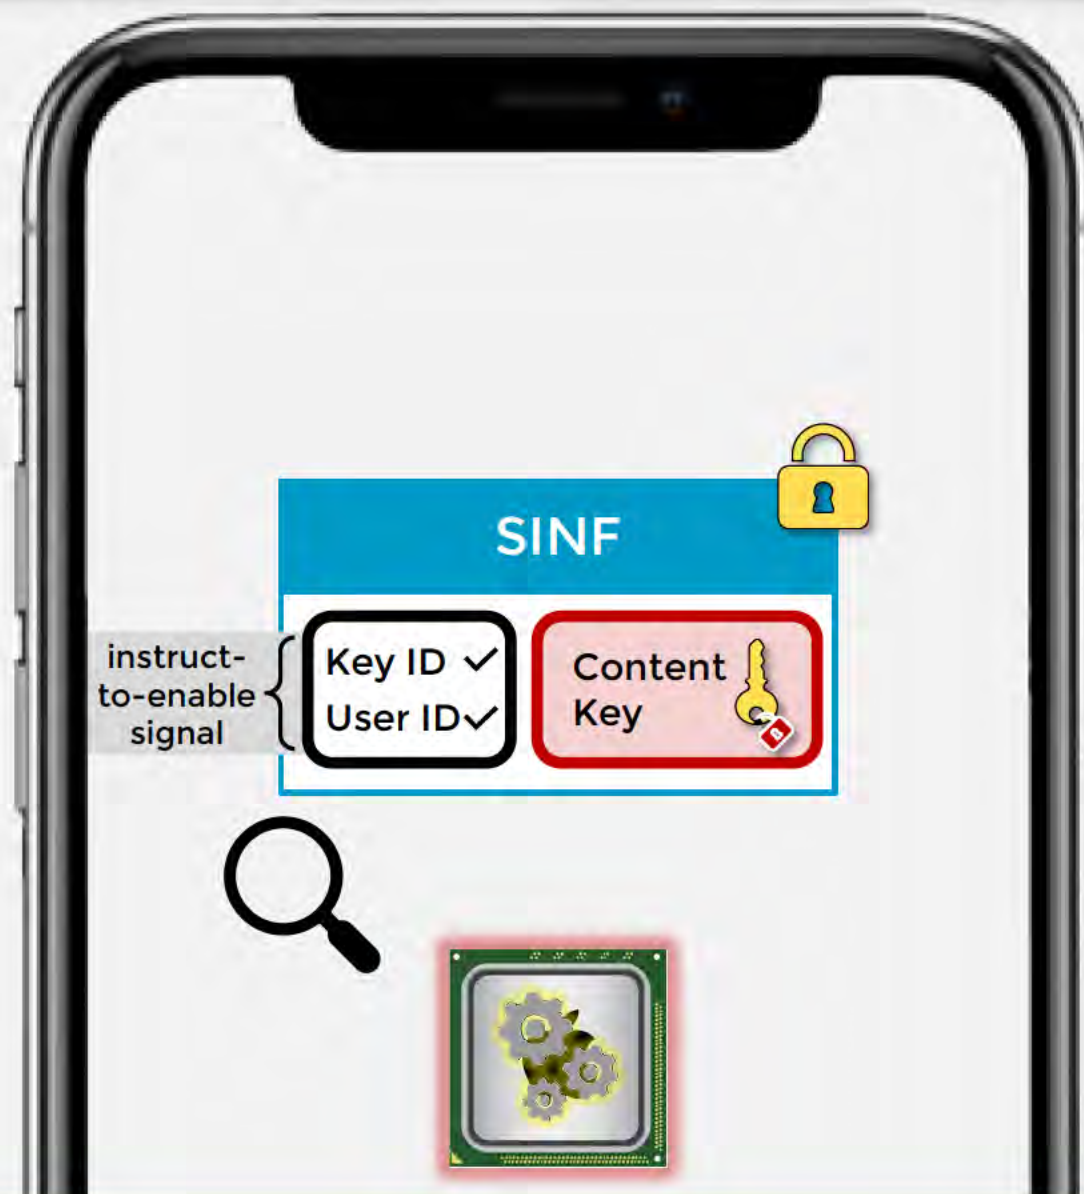 SINF
instruct-
to-enable
signal
Key ID ✓
User ID ✓
Content
Key